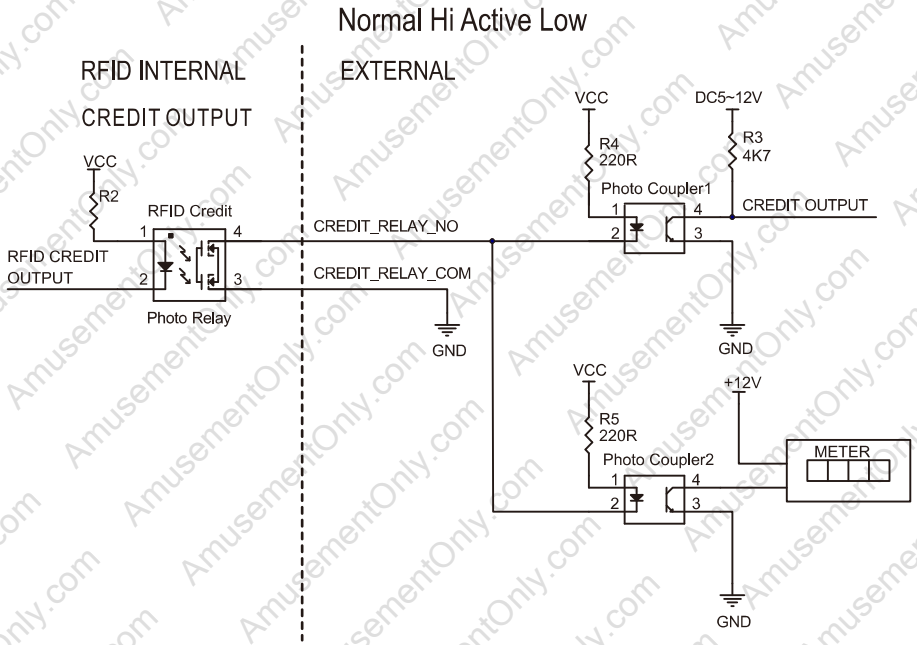 Normal Hi Active Low
RFID INTERNAL
EXTERNAL
CREDIT OUTPUT
VCC
R2
RFID Credit
1
4
RFID CREDIT
OUTPUT
2
3
Photo Relay
CREDIT_RELAY_NO
CREDIT_RELAY_COM
GND
VCC
R4
220R
Photo Coupler1
1
2
4
3
DC5~12V
R3
4K7
CREDIT OUTPUT
GND
VCC
R5
220R
Photo Coupler2
1
2
4
3
+12V
METER
GND
AmusementOnly.com